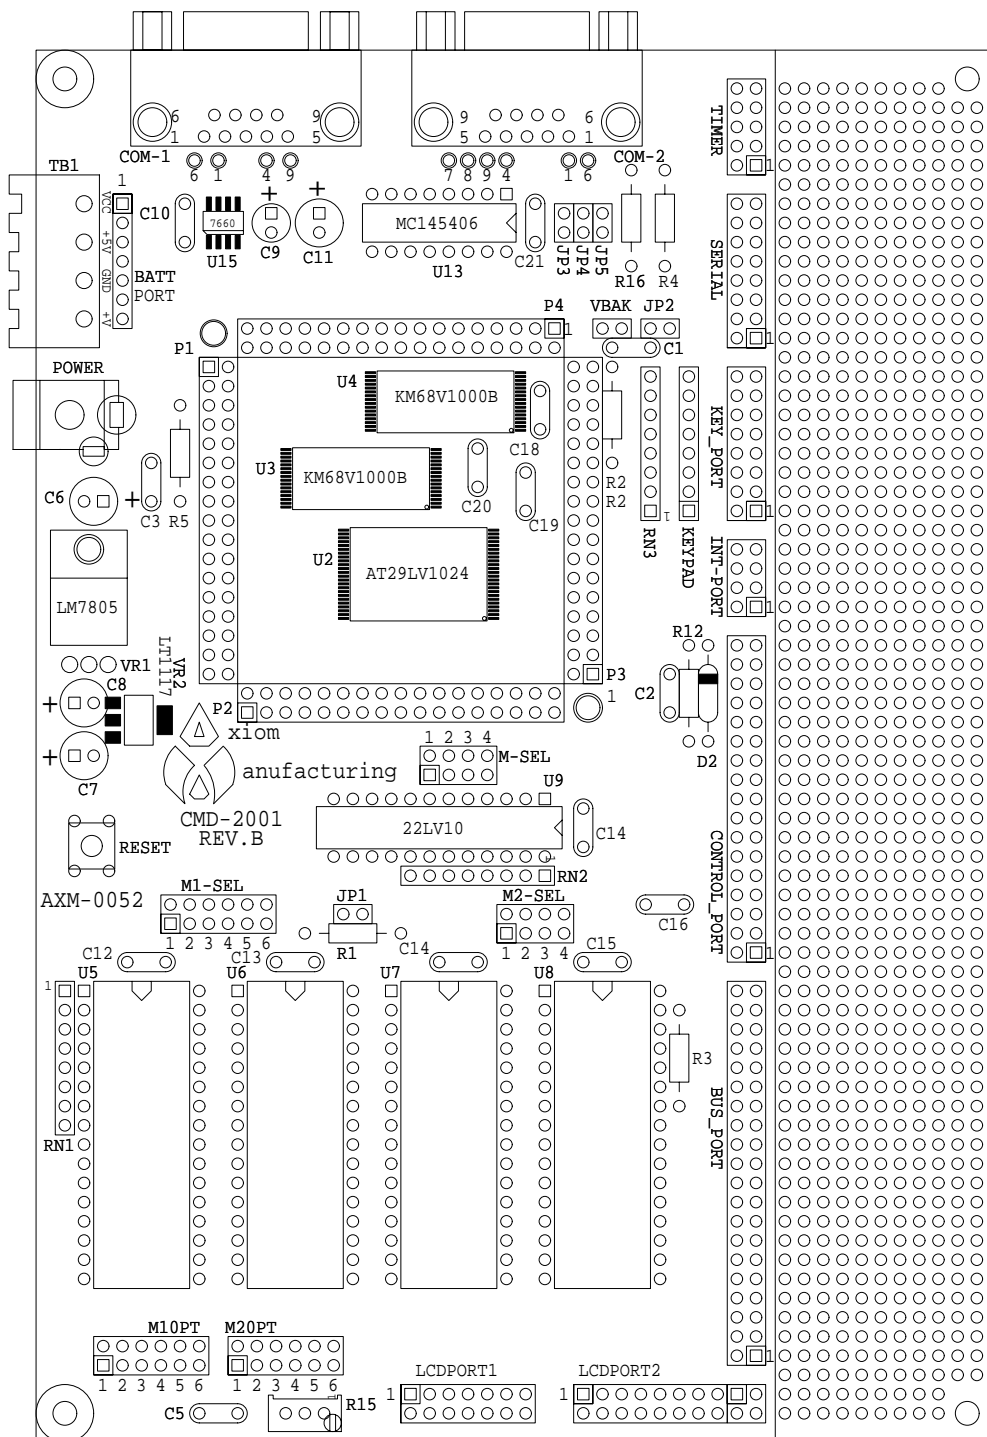 6 9
1 5
9 6
5 1
COM-1
6 1 4 9
7 8 9 4 1 6
COM-2
TIMER
1
TB1
1
VCC
+5V
GND
+V
BATT
PORT
C10
7660
U15
+
C9
+
C11
MC145406
U13
C21
JP3
JP4
JP5
R16
R4
SERIAL
1
P4
1
VBAK
JP2
C1
P1
POWER
U4
KM68V1000B
C18
U3
KM68V1000B
C20
C19
R2
R2
RN3
1
KEYPAD
KEY_PORT
1
C6
+
C3
R5
U2
AT29LV1024
INT-PORT
1
LM7805
VR1
LT1117
VR2
C8
+
P3
1
R12
C2
D2
P2
xiom
anufacturing
+
C7
1 2 3 4
M-SEL
U9
22LV10
1
C14
CMD-2001
REV.B
RESET
RN2
AXM-0052
M1-SEL
1 2 3 4 5 6
JP1
R1
M2-SEL
1 2 3 4
C16
CONTROL_PORT
1
C12
C13
C14
C15
1
U5
U6
U7
U8
R3
RN1
BUS_PORT
1
M10PT
1 2 3 4 5 6
M20PT
1 2 3 4 5 6
C5
R15
LCDPORT1
1
LCDPORT2
1